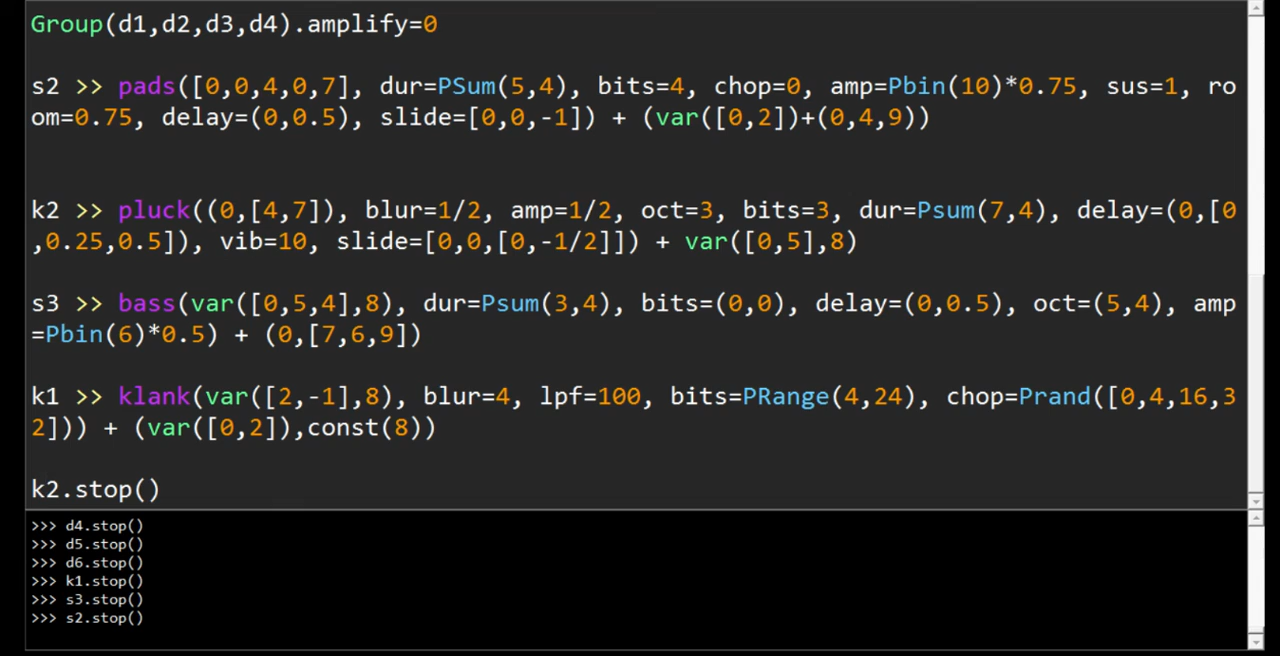 Group(d1,d2,d3,d4).amplify=0
s2 >> pads([0,0,4,0,7], dur=PSum(5,4), bits=4, chop=0, amp=Pbin(10)*0.75, sus=1, ro
om=0.75, delay=(0,0.5), slide=[0,0,-1]) + (var([0,2])+(0,4,9))
k2 >> pluck((0,[4,7]), blur=1/2, amp=1/2, oct=3, bits=3, dur=Psum(7,4), delay=(0,[0
,0.25,0.5]), vib=10, slide=[0,0,[0,-1/2]]) + var([0,5],8)
s3 >> bass(var([0,5,4],8), dur=Psum(3,4), bits=(0,0), delay=(0,0.5), oct=(5,4), amp
=Pbin(6)*0.5) + (0,[7,6,9])
k1 >> klank(var([2,-1],8), blur=4, lpf=100, bits=PRange(4,24), chop=Prand([0,4,16,3
2])) + (var([0,2]),const(8))
k2.stop()
>>> d4.stop()
>>> d5.stop()
>>> d6.stop()
>>> k1.stop()
>>> s3.stop()
>>> s2.stop()